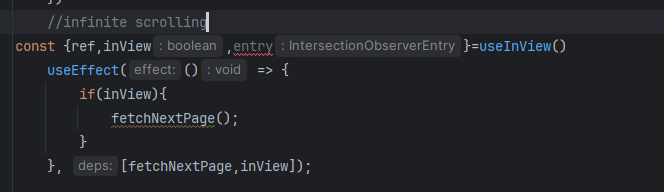 //infinite scrolling
const {ref,inView : boolean ,entry : IntersectionObserverEntry }=useInView()
useEffect( effect: () : void => {
if(inView){
fetchNextPage();
}
}, deps: [fetchNextPage,inView]);